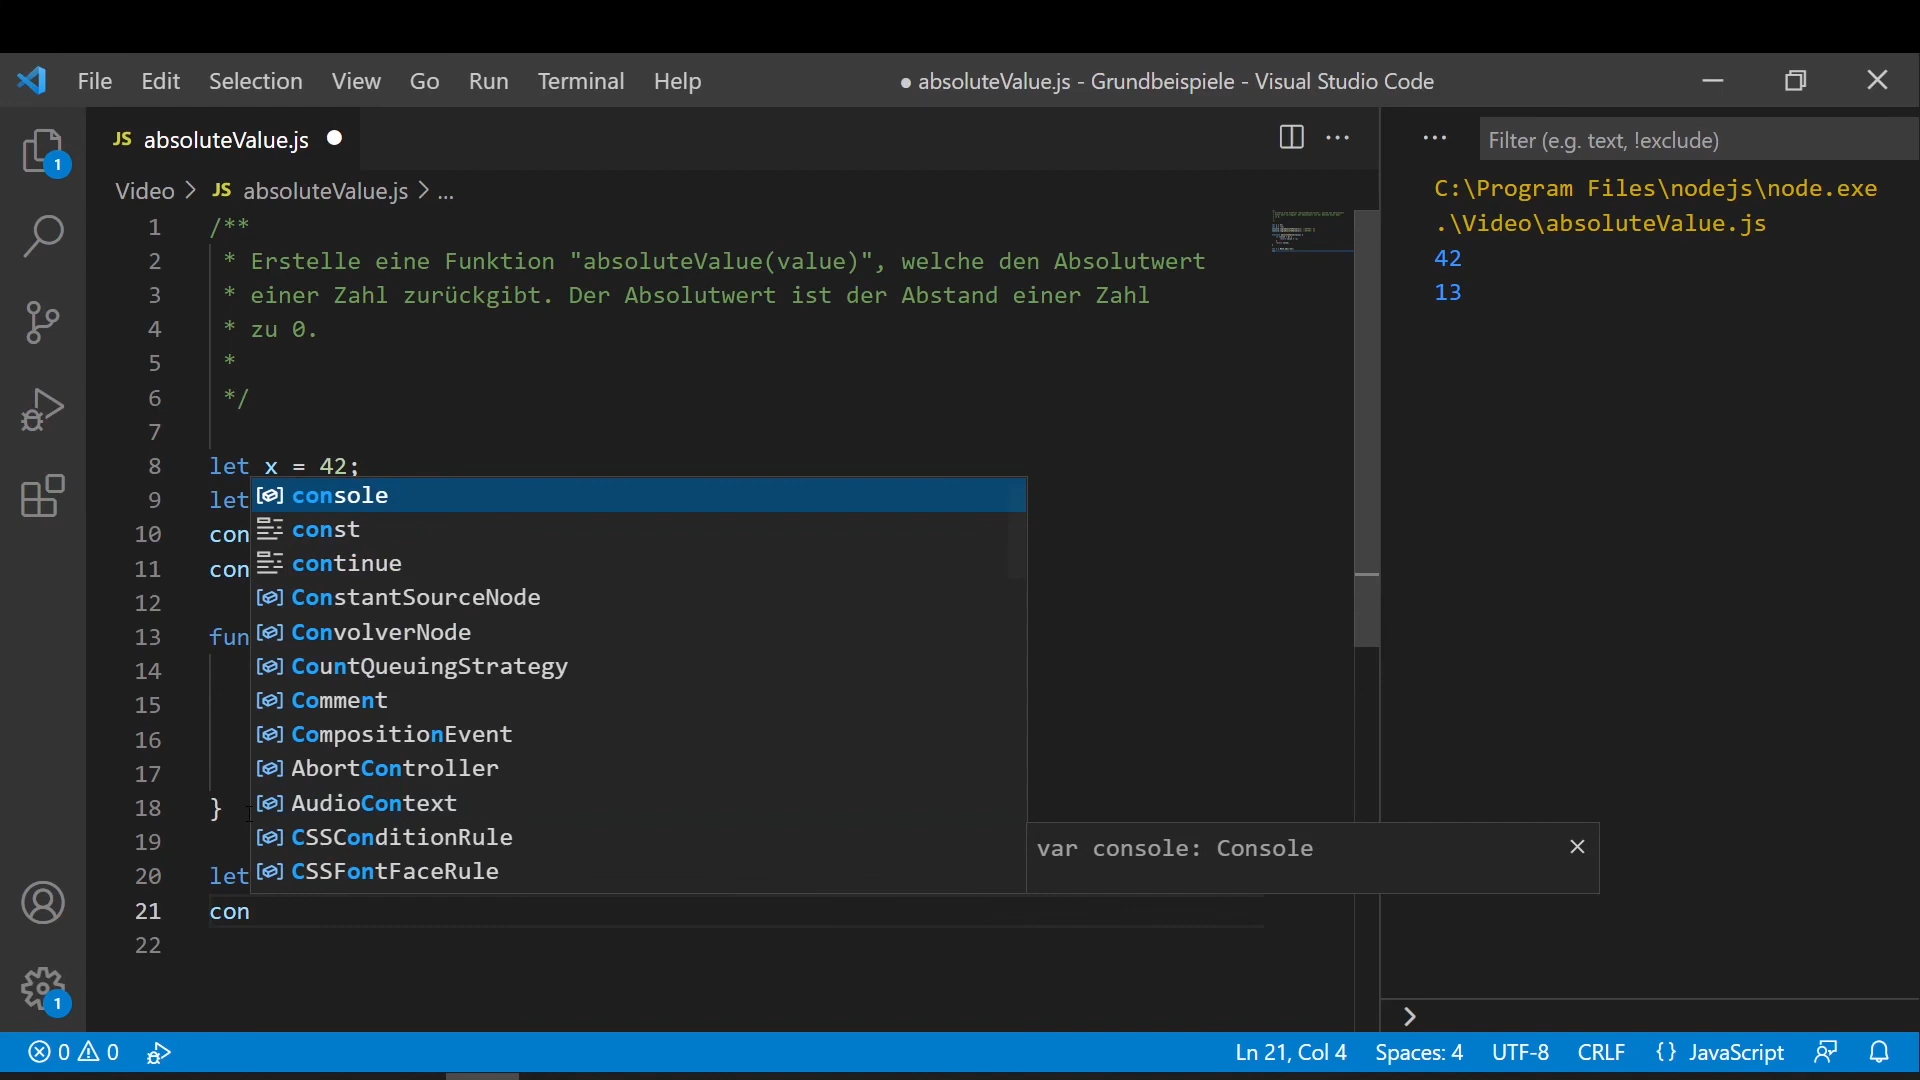 File Edit Selection View Go Run Terminal Help
● absoluteValue.js - Grundbeispiele - Visual Studio Code
JS absoluteValue.js
Filter (e.g. text, !exclude)
Video > JS absoluteValue.js > ...
1 /**
2 * Erstelle eine Funktion "absoluteValue(value)", welche den Absolutwert
3 * einer Zahl zurückgibt. Der Absolutwert ist der Abstand einer Zahl
4 * zu 0.
5 *
6 */
7
8 let x = 42;
9 let
10 con
11 con
12
13 fun
14
15
16
17
18 }
19
20 let
21 con
22
console
const
continue
ConstantSourceNode
ConvolverNode
CountQueuingStrategy
Comment
CompositionEvent
AbortController
AudioContext
CSSConditionRule
CSSFontFaceRule
var console: Console
C:\Program Files\nodejs\node.exe
.\Video\absoluteValue.js
42
13
1
1
0 0
Ln 21, Col 4 Spaces: 4 UTF-8 CRLF {} JavaScript